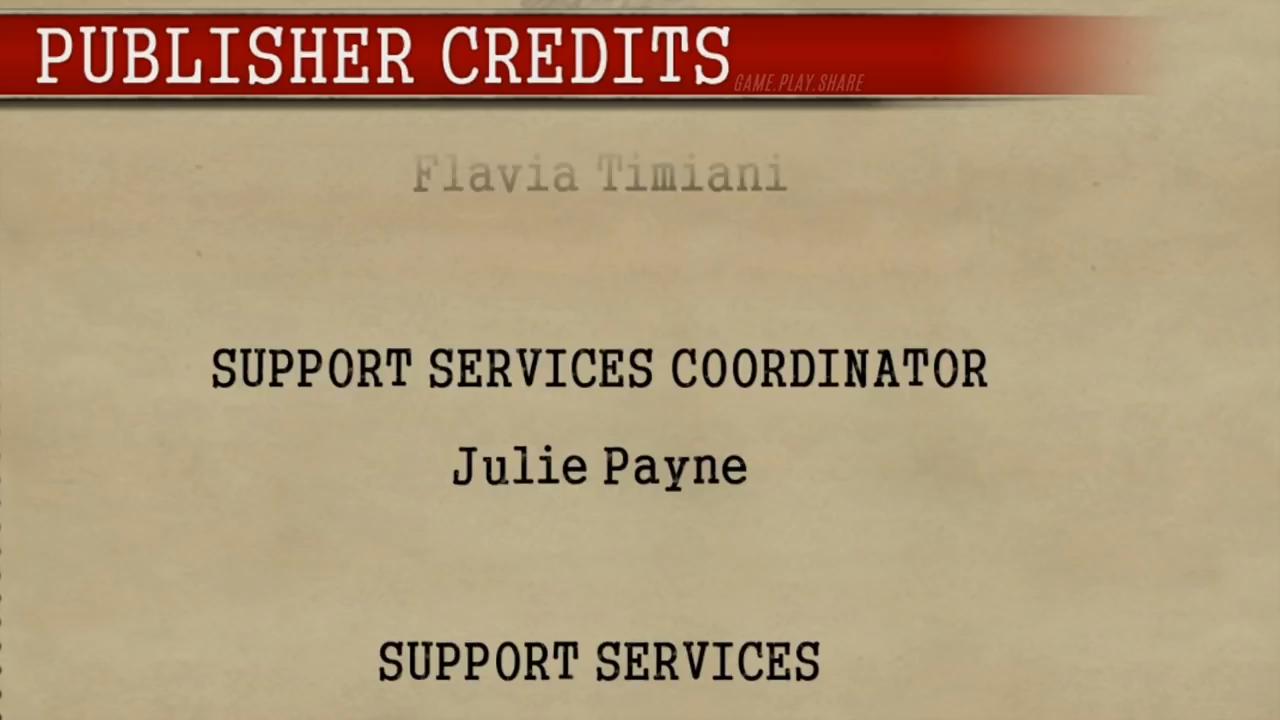 PUBLISHER CREDITS
GAME.PLAY.SHARE
Flavia Timiani
SUPPORT SERVICES COORDINATOR
Julie Payne
SUPPORT SERVICES